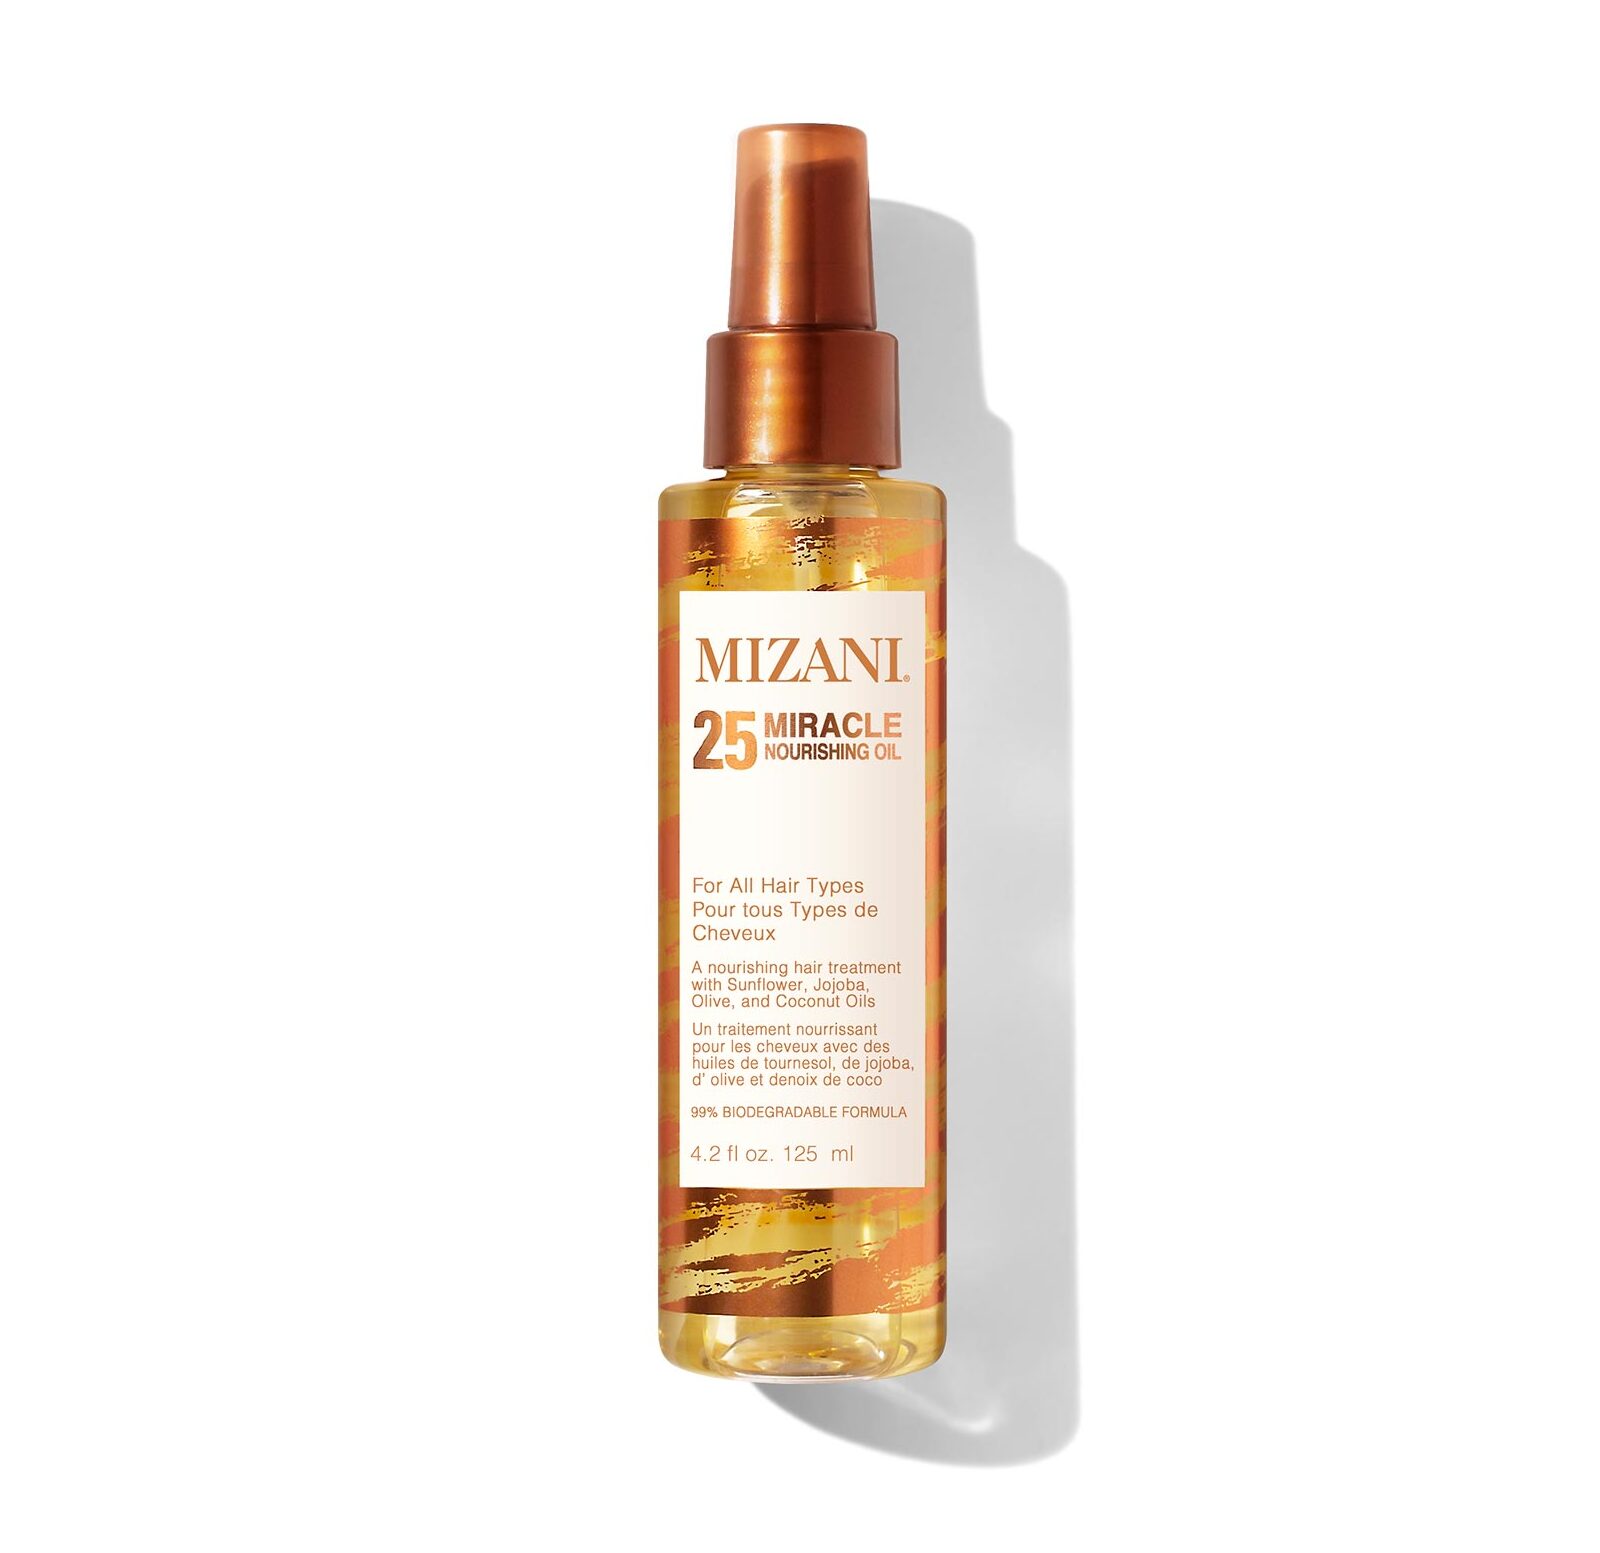 MIZANI®
25 MIRACLE
NOURISHING OIL
For All Hair Types
Pour tous Types de
Cheveux
A nourishing hair treatment
with Sunflower, Jojoba,
Olive, and Coconut Oils
Un traitement nourrissant
pour les cheveux avec des
huiles de tournesol, de jojoba,
d' olive et denoix de coco
99% BIODEGRADABLE FORMULA
4.2 fl oz. 125 ml